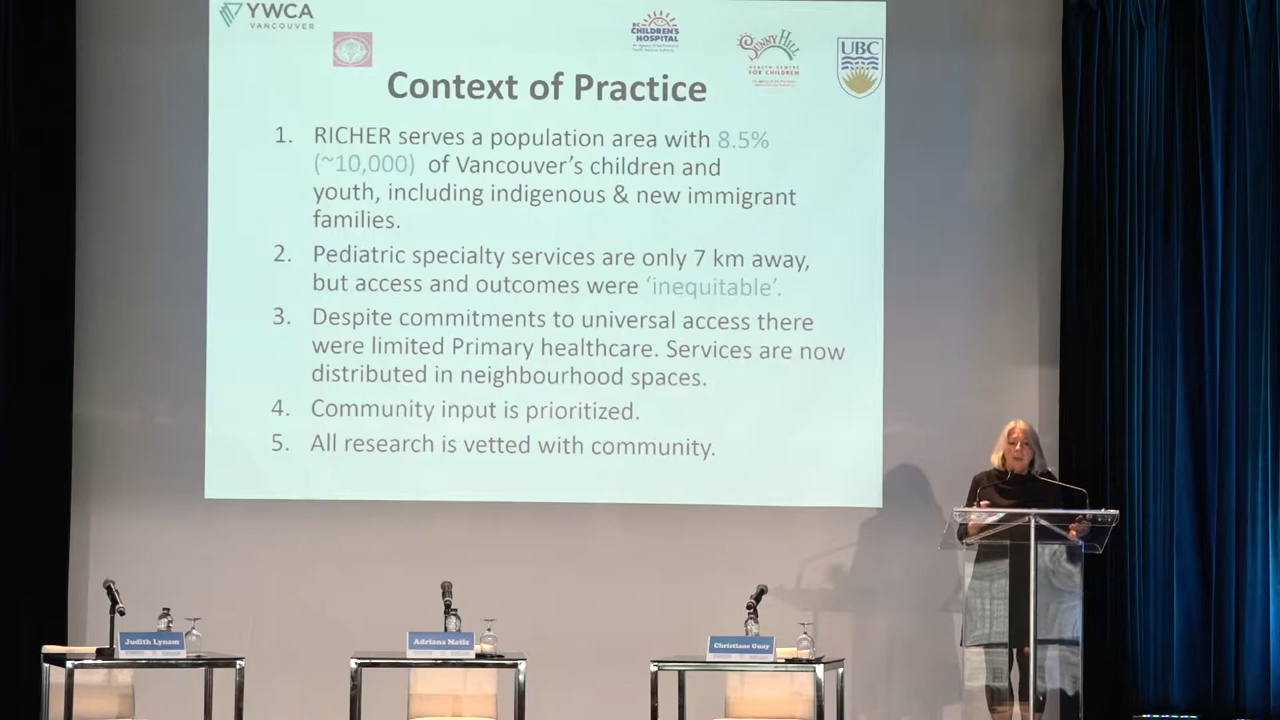 YWCA
VANCOUVER
BC
CHILDREN'S
HOSPITAL
SUNNY HILL
HEALTH CENTRE
FOR CHILDREN
UBC
Context of Practice
1. RICHER serves a population area with 8.5%
(~10,000) of Vancouver's children and
youth, including indigenous & new immigrant
families.
2. Pediatric specialty services are only 7 km away,
but access and outcomes were 'inequitable'.
3. Despite commitments to universal access there
were limited Primary healthcare. Services are now
distributed in neighbourhood spaces.
4. Community input is prioritized.
5. All research is vetted with community.
Judith Lynam
Adriana Matiz
Christiane Guay